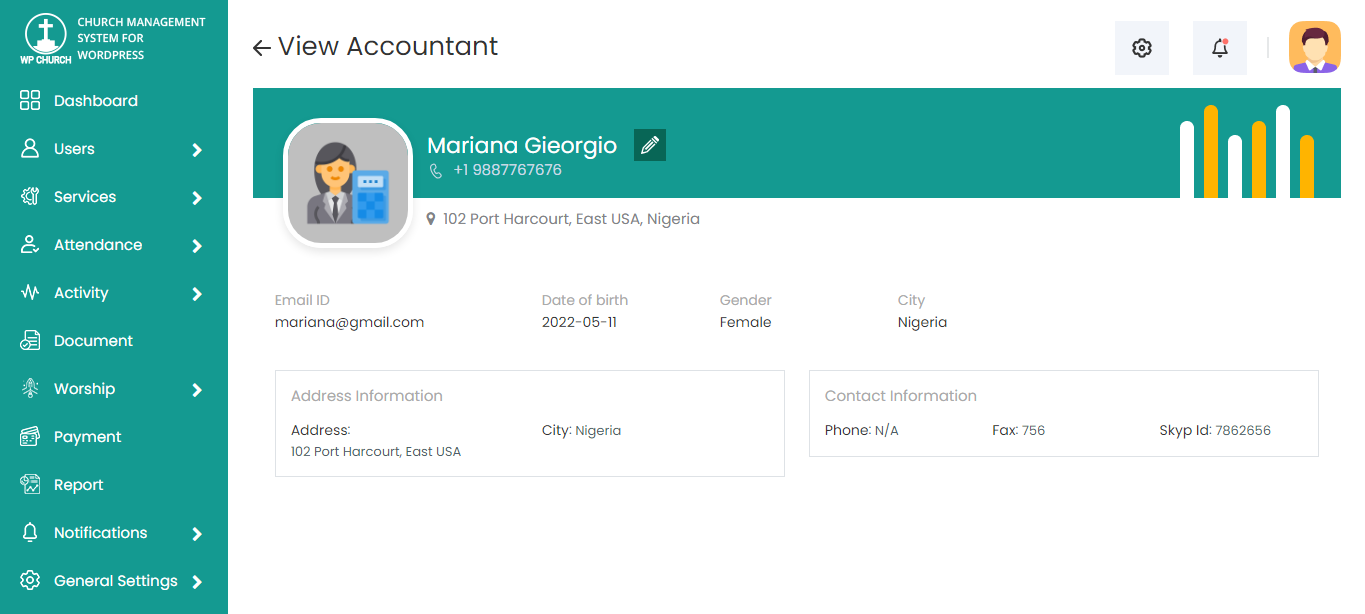 CHURCH MANAGEMENT
SYSTEM FOR
WORDPRESS
WP CHURCH
Dashboard
Users
Services
Attendance
Activity
Document
Worship
Payment
Report
Notifications
General Settings
View Accountant
Mariana Gieorgio
+1 9887767676
102 Port Harcourt, East USA, Nigeria
Email ID
mariana@gmail.com
Date of birth
2022-05-11
Gender
Female
City
Nigeria
Address Information
Address:
102 Port Harcourt, East USA
City: Nigeria
Contact Information
Phone: N/A
Fax: 756
Skyp Id: 7862656